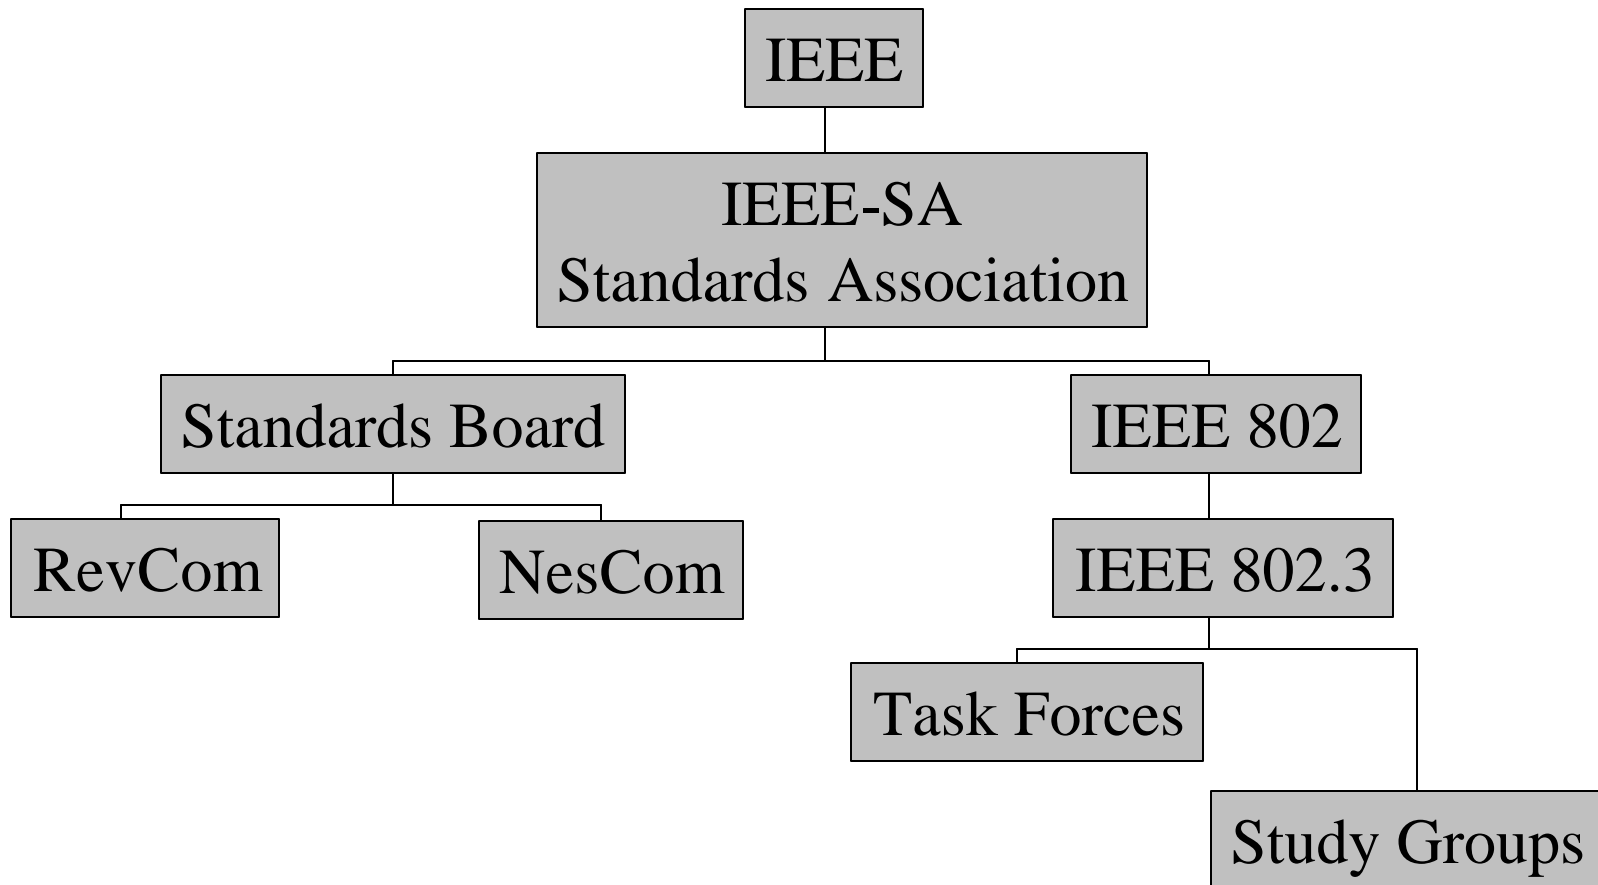 IEEE
IEEE-SA
Standards Association
Standards Board
IEEE 802
RevCom
NesCom
IEEE 802.3
Task Forces
Study Groups